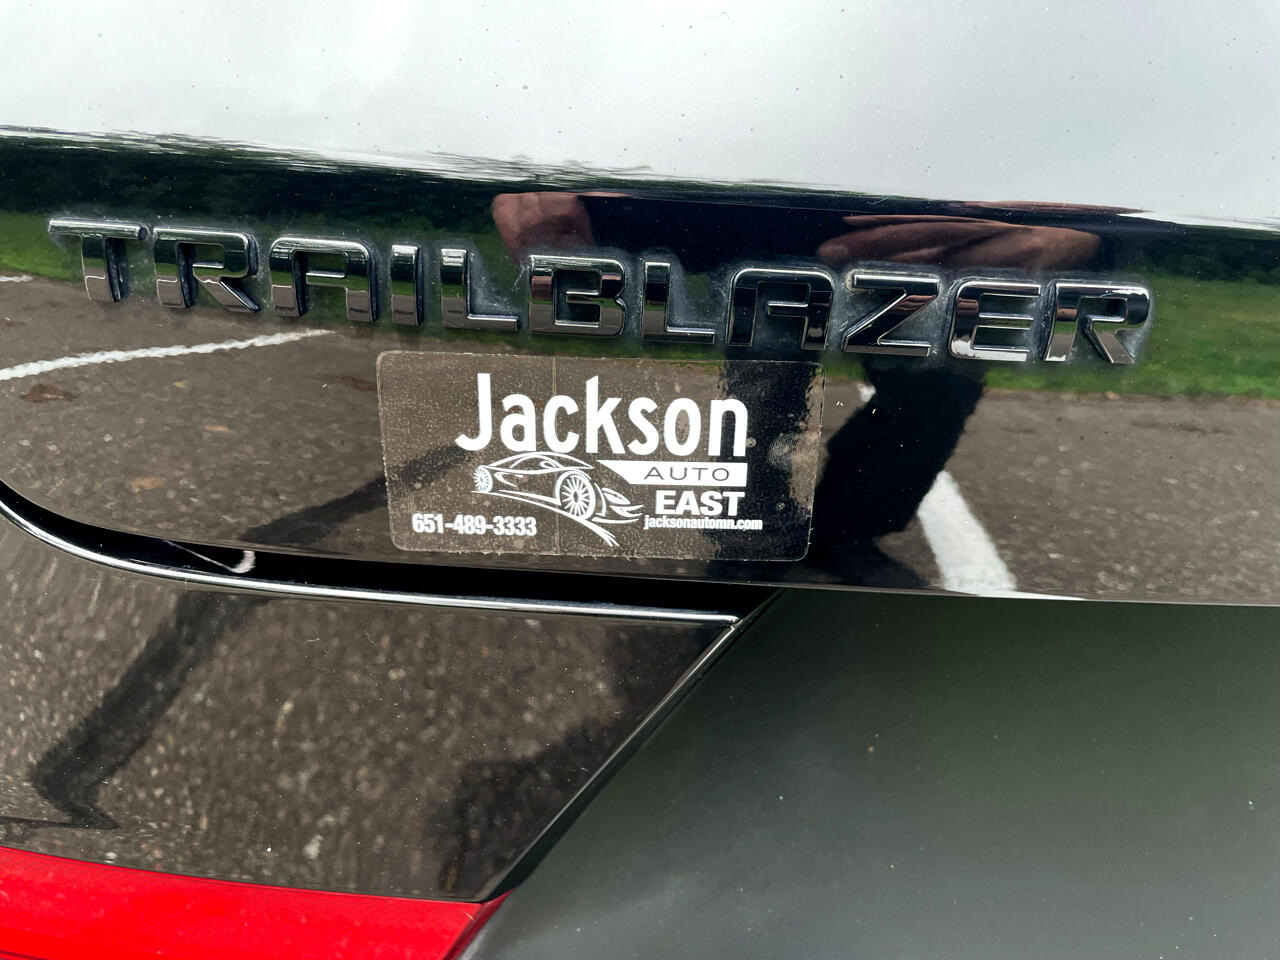 TRAILBLAZER
Jackson
AUTO
EAST
651-489-3333
jacksonautomn.com